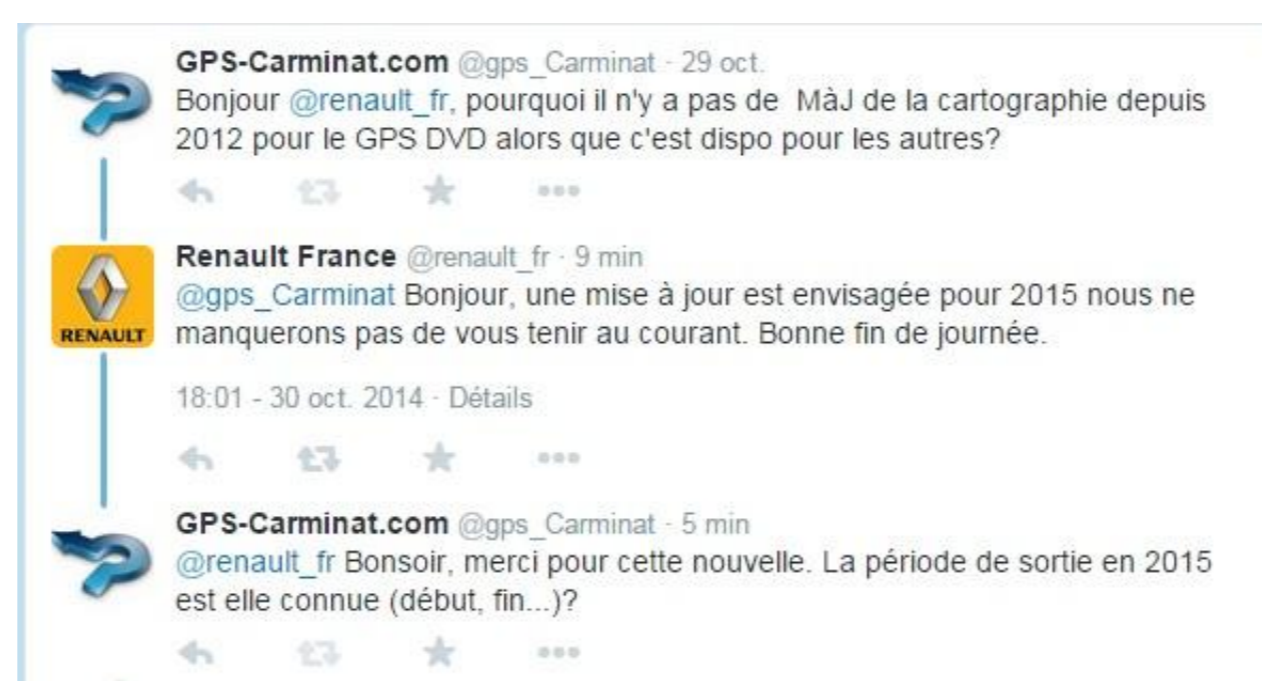 GPS-Carminat.com @gps_Carminat · 29 oct.
Bonjour @renault_fr, pourquoi il n'y a pas de  MàJ de la cartographie depuis
2012 pour le GPS DVD alors que c'est dispo pour les autres?
Renault France @renault_fr · 9 min
@gps_Carminat Bonjour, une mise à jour est envisagée pour 2015 nous ne
manquerons pas de vous tenir au courant. Bonne fin de journée.
RENAULT
18:01 - 30 oct. 2014 · Détails
GPS-Carminat.com @gps_Carminat · 5 min
@renault_fr Bonsoir, merci pour cette nouvelle. La période de sortie en 2015
est elle connue (début, fin...)?